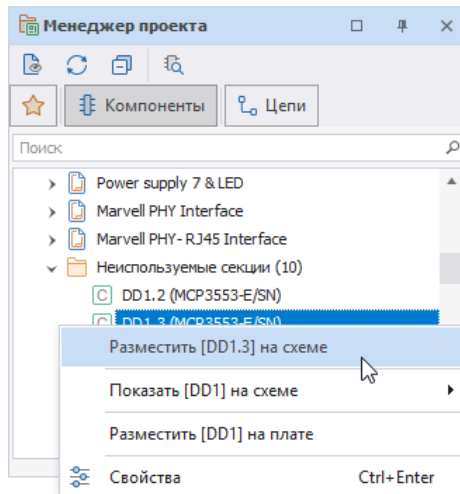 Менеджер проекта
Компоненты
Цепи
Поиск
Power supply 7 & LED
Marvell PHY Interface
Marvell PHY- RJ45 Interface
Неиспользуемые секции (10)
C DD1.2 (MCP3553-E/SN)
C DD1.3 (MCP3553-E/SN)
Разместить [DD1.3] на схеме
Показать [DD1] на схеме
Разместить [DD1] на плате
Свойства Ctrl+Enter